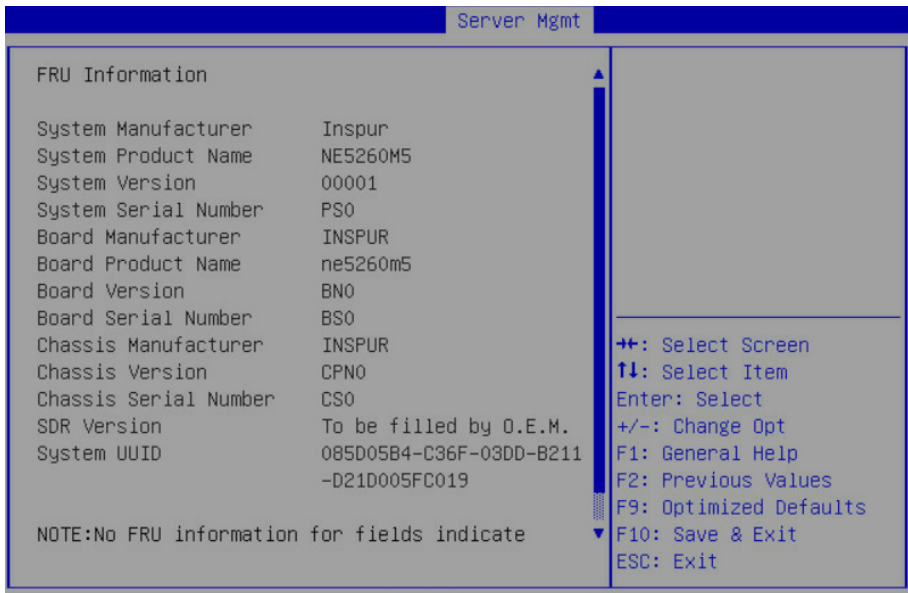 Server Mgmt
FRU Information
System Manufacturer Inspur
System Product Name NE5260M5
System Version 00001
System Serial Number PS0
Board Manufacturer INSPUR
Board Product Name ne5260m5
Board Version BN0
Board Serial Number BS0
Chassis Manufacturer INSPUR
Chassis Version CPN0
Chassis Serial Number CS0
SDR Version To be filled by O.E.M.
System UUID 085D05B4-C36F-03DD-B211
-D21D005FC019
NOTE:No FRU information for fields indicate
→←: Select Screen
↑↓: Select Item
Enter: Select
+/-: Change Opt
F1: General Help
F2: Previous Values
F9: Optimized Defaults
F10: Save & Exit
ESC: Exit